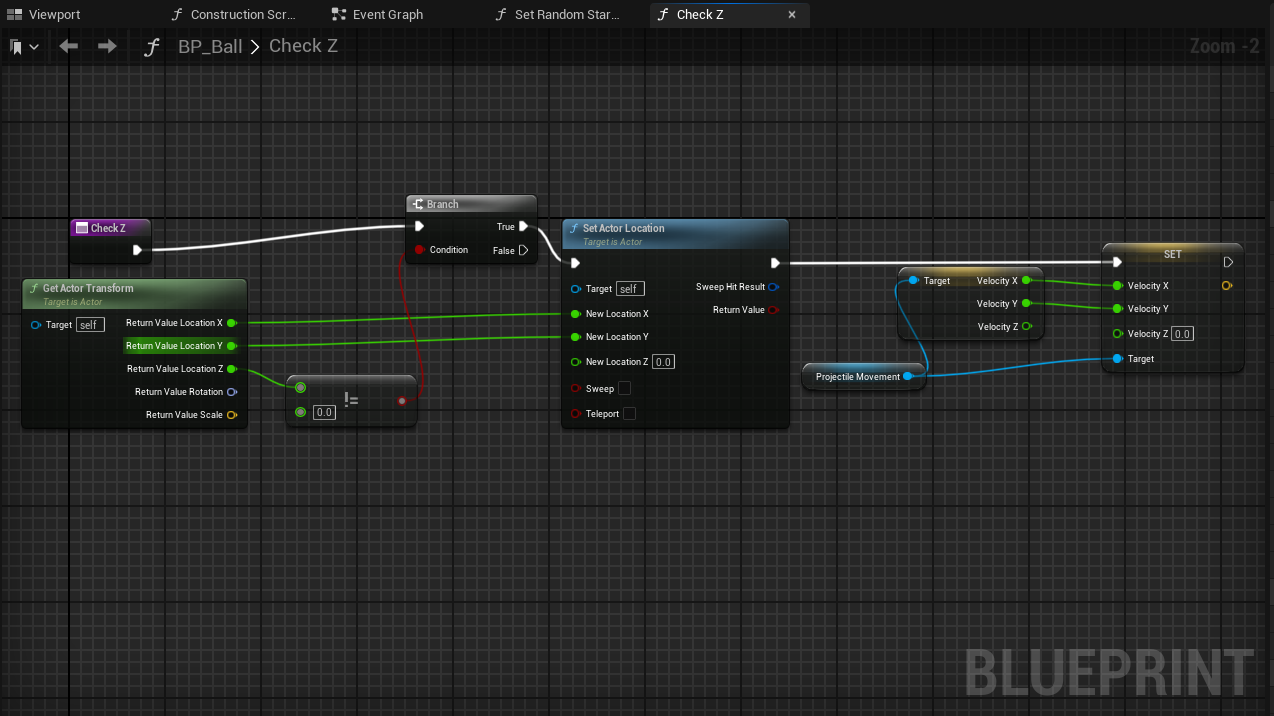 Viewport
Construction Scr...
Event Graph
Set Random Star...
Check Z
BP_Ball > Check Z
Zoom -2
Check Z
Branch
True
Condition
False
Set Actor Location
Target is Actor
Target self
Sweep Hit Result
New Location X
Return Value
New Location Y
New Location Z 0.0
Sweep
Teleport
Get Actor Transform
Target is Actor
Target self
Return Value Location X
Return Value Location Y
Return Value Location Z
Return Value Rotation
Return Value Scale
0.0
!=
Target
Velocity X
Velocity Y
Velocity Z
Projectile Movement
SET
Velocity X
Velocity Y
Velocity Z 0.0
Target
BLUEPRINT